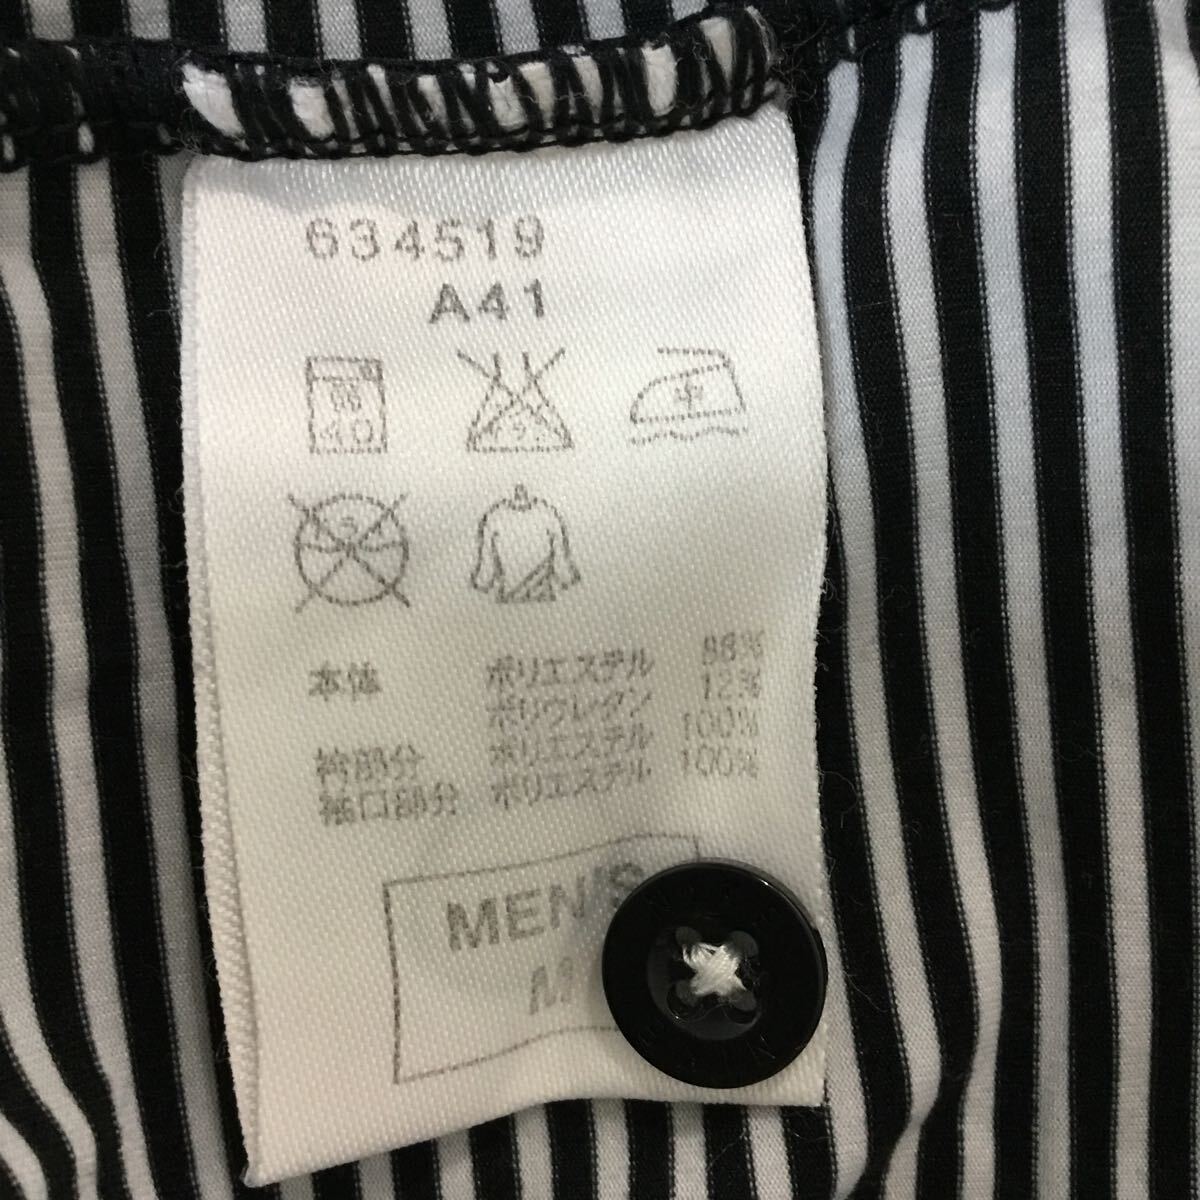 634519
A41
40
中
本体 ポリエステル 88%
ポリウレタン 12%
衿部分 ポリエステル 100%
袖口部分 ポリエステル 100%
MEN'S
M